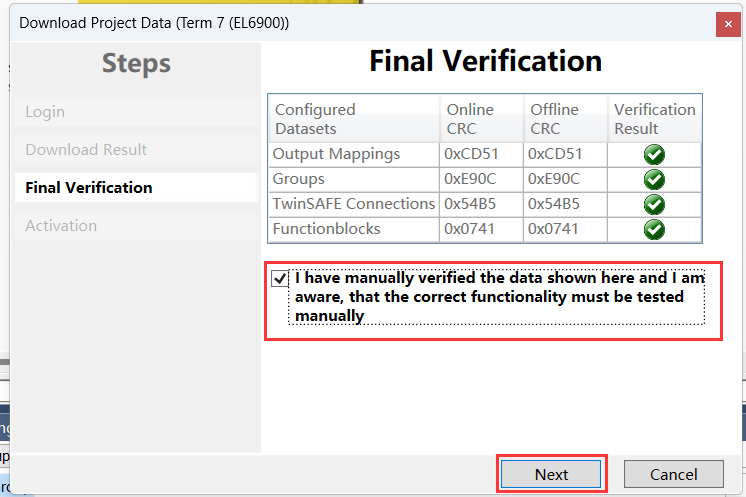 Download Project Data (Term 7 (EL6900))
Steps
Login
Download Result
Final Verification
Activation
Final Verification
Configured Datasets Online CRC Offline CRC Verification Result
Output Mappings 0xCD51 0xCD51
Groups 0xE90C 0xE90C
TwinSAFE Connections 0x54B5 0x54B5
Functionblocks 0x0741 0x0741
I have manually verified the data shown here and I am
aware, that the correct functionality must be tested
manually
Next Cancel